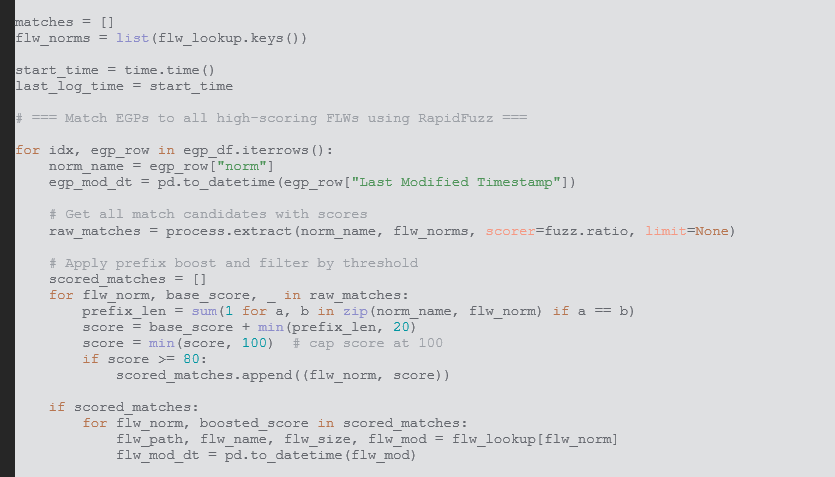 matches = []
flw_norms = list(flw_lookup.keys())
start_time = time.time()
last_log_time = start_time
# === Match EGPs to all high-scoring FLWs using RapidFuzz ===
for idx, egp_row in egp_df.iterrows():
    norm_name = egp_row["norm"]
    egp_mod_dt = pd.to_datetime(egp_row["Last Modified Timestamp"])
    # Get all match candidates with scores
    raw_matches = process.extract(norm_name, flw_norms, scorer=fuzz.ratio, limit=None)
    # Apply prefix boost and filter by threshold
    scored_matches = []
    for flw_norm, base_score, _ in raw_matches:
        prefix_len = sum(1 for a, b in zip(norm_name, flw_norm) if a == b)
        score = base_score + min(prefix_len, 20)
        score = min(score, 100)  # cap score at 100
        if score >= 80:
            scored_matches.append((flw_norm, score))
    if scored_matches:
        for flw_norm, boosted_score in scored_matches:
            flw_path, flw_name, flw_size, flw_mod = flw_lookup[flw_norm]
            flw_mod_dt = pd.to_datetime(flw_mod)